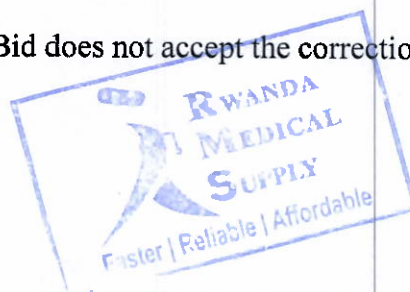 Bid does not accept the correctio
RWANDA
MEDICAL
SUPPLY
Faster | Reliable | Affordable